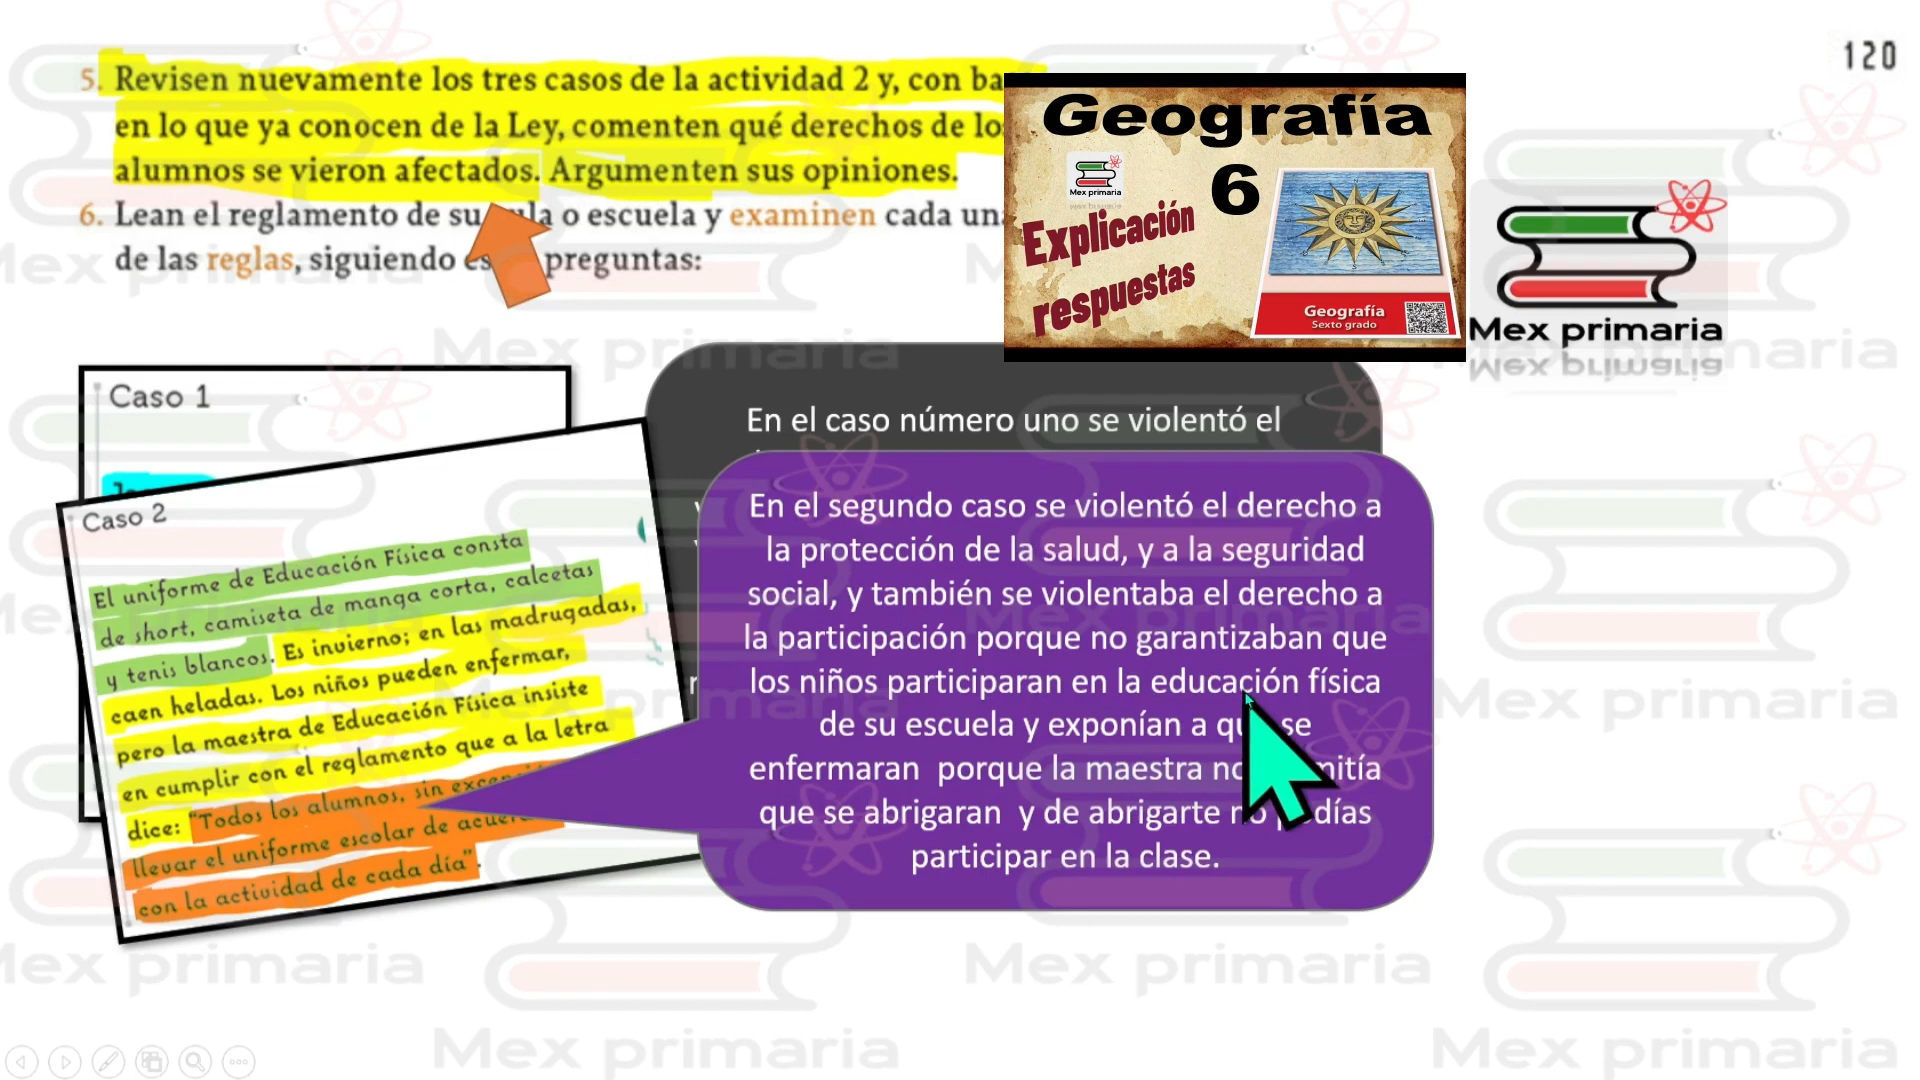 120
5. Revisen nuevamente los tres casos de la actividad 2 y, con ba
en lo que ya conocen de la Ley, comenten qué derechos de lo
alumnos se vieron afectados. Argumenten sus opiniones.
6. Lean el reglamento de su o escuela y examinen cada un
de las reglas, siguiendo preguntas:
Geografía
6
Mex primaria
Explicación
respuestas
Geografía
Sexto grado
Mex primaria
Caso 1
En el caso número uno se violentó el
Caso 2
El uniforme de Educación Física consta
de short, camiseta de manga corta, calcetas
y tenis blancos. Es invierno; en las madrugadas,
caen heladas. Los niños pueden enfermar,
pero la maestra de Educación Física insiste
en cumplir con el reglamento que a la letra
dice: "Todos los alumnos, sin
llevar el uniforme escolar de
con la actividad de cada día".
En el segundo caso se violentó el derecho a
la protección de la salud, y a la seguridad
social, y también se violentaba el derecho a
la participación porque no garantizaban que
los niños participaran en la educación física
de su escuela y exponían a se
enfermaran porque la maestra no
que se abrigaran y de abrigarte no
participar en la clase.